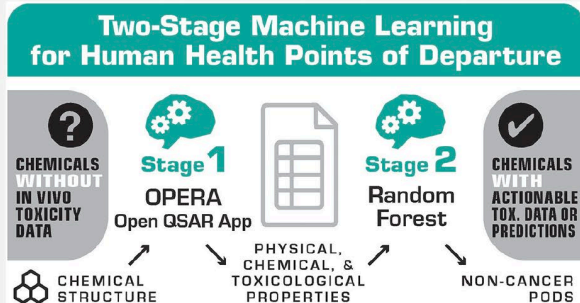 Two-Stage Machine Learning
for Human Health Points of Departure
?
CHEMICALS
WITHOUT
IN VIVO
TOXICITY
DATA
Stage 1
OPERA
Open QSAR App
CHEMICAL
STRUCTURE
PHYSICAL,
CHEMICAL, &
TOXICOLOGICAL
PROPERTIES
Stage 2
Random
Forest
CHEMICALS
WITH
ACTIONABLE
TOX. DATA OR
PREDICTIONS
NON-CANCER
PODS